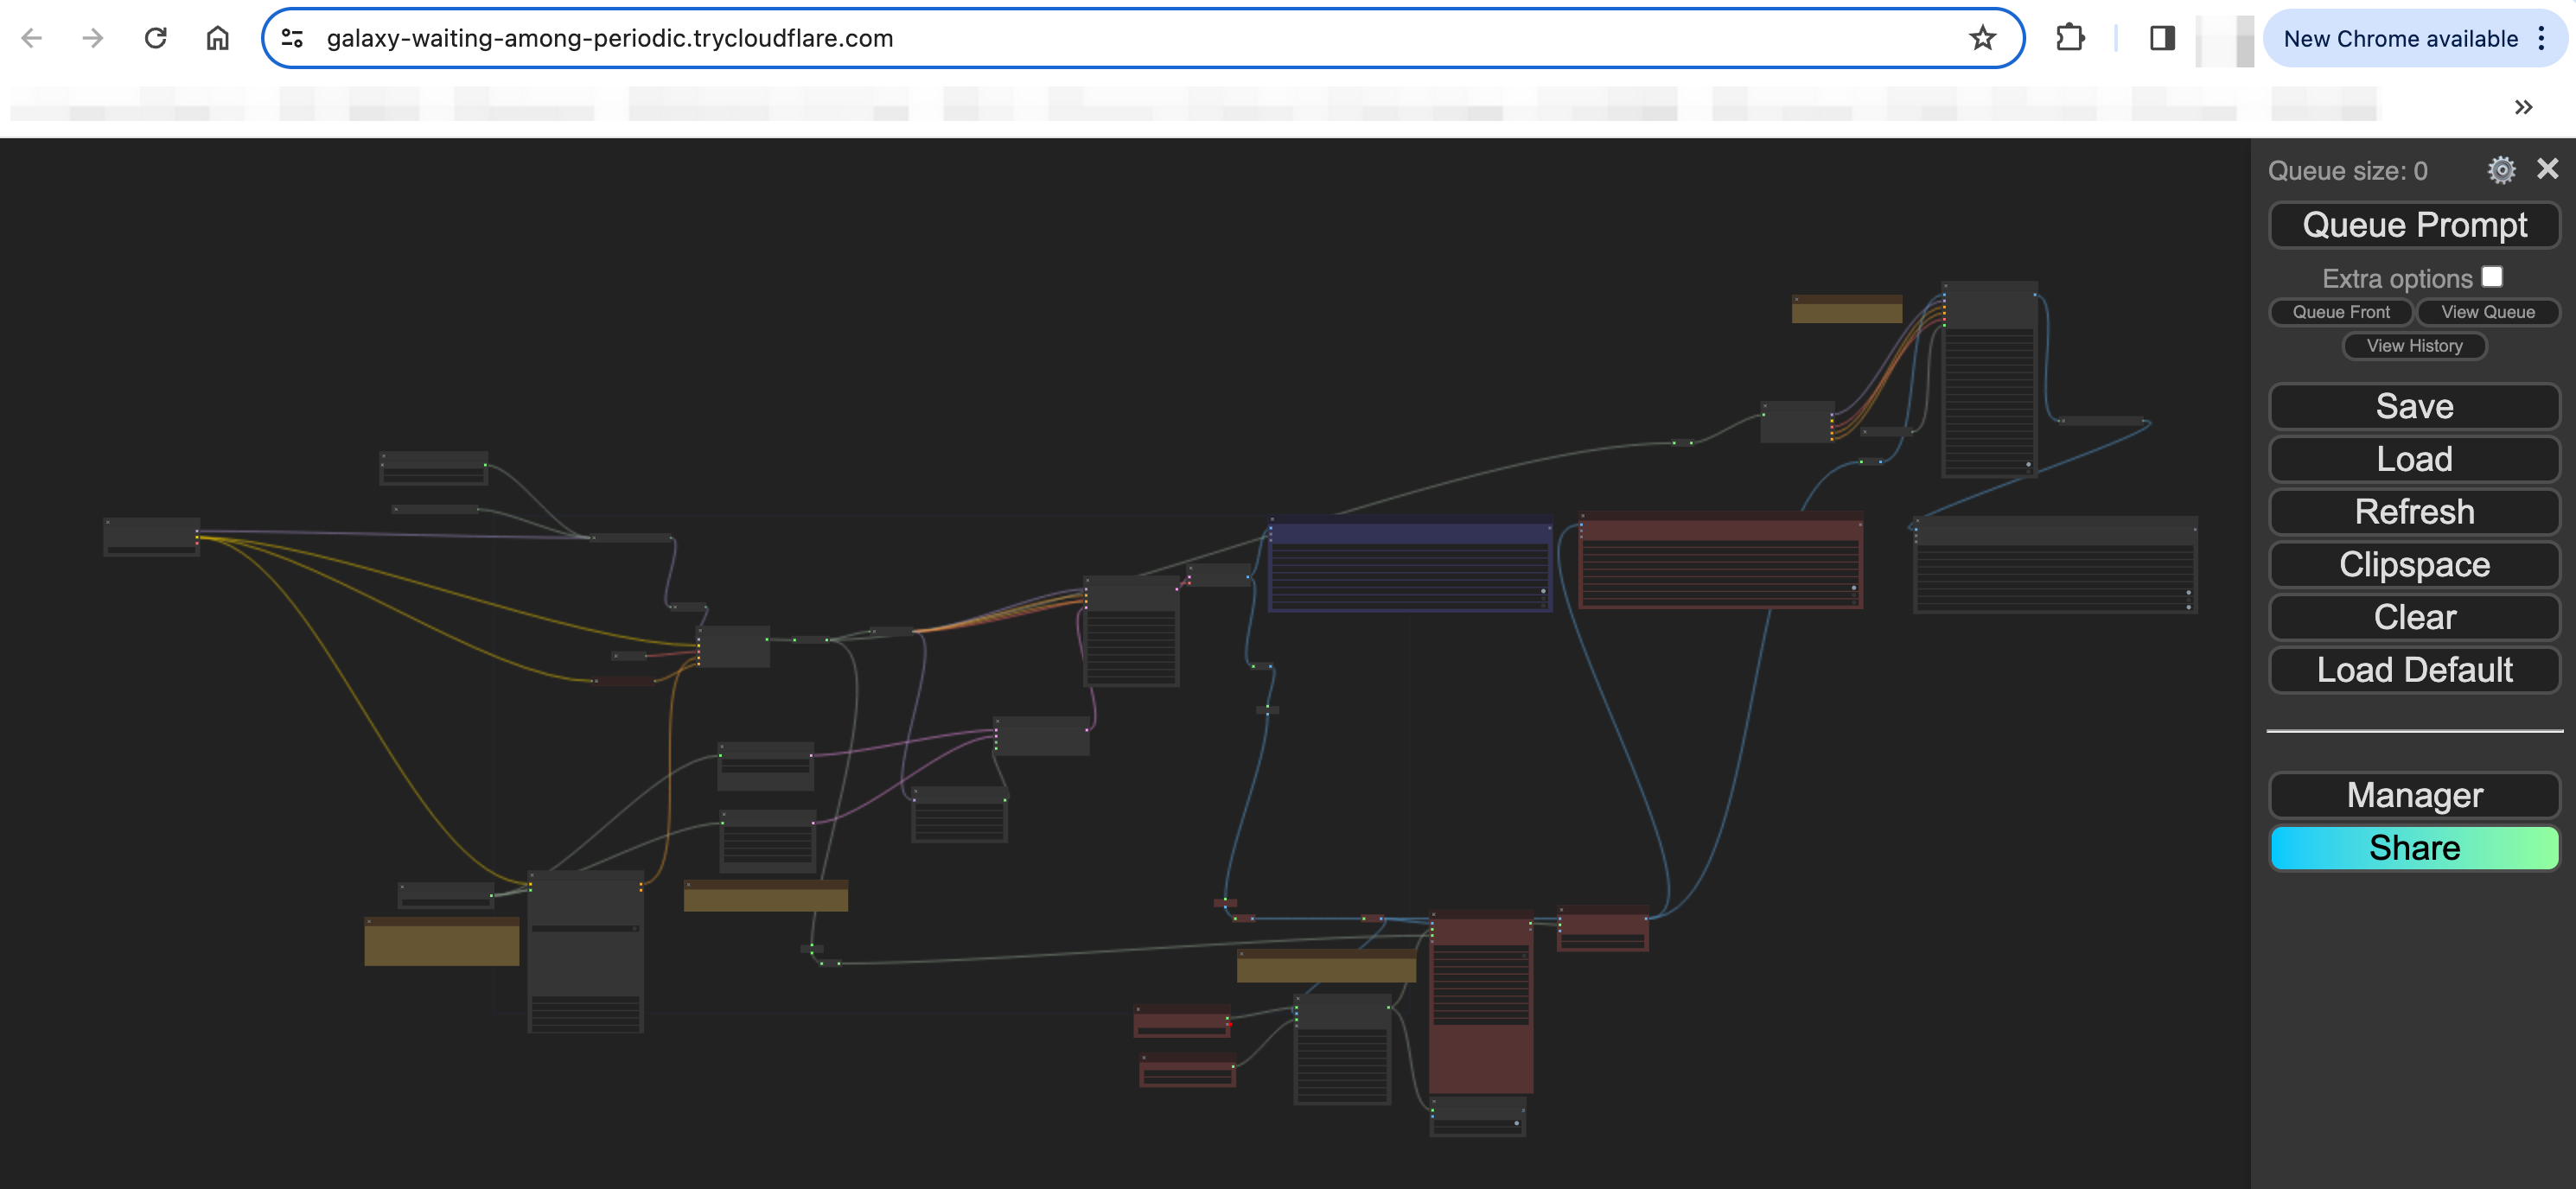 galaxy-waiting-among-periodic.trycloudflare.com
New Chrome available
Queue size: 0
Queue Prompt
Extra options
Queue Front
View Queue
View History
Save
Load
Refresh
Clipspace
Clear
Load Default
Manager
Share